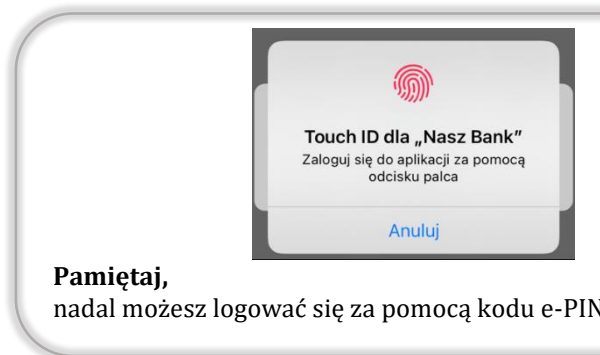 Touch ID dla „Nasz Bank”
Zaloguj się do aplikacji za pomocą
odcisku palca
Anuluj
Pamiętaj,
nadal możesz logować się za pomocą kodu e-PIN